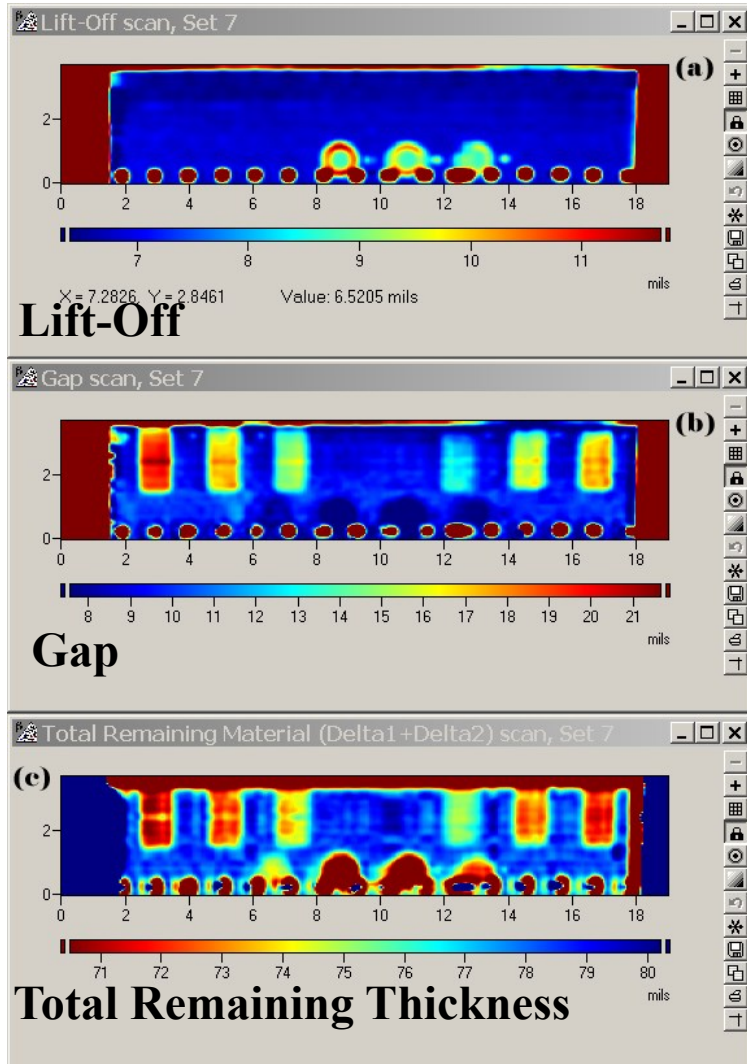 Lift-Off scan, Set 7
(a)
2
0
0 2 4 6 8 10 12 14 16 18
7 8 9 10 11
mils
X = 7.2826, Y = 2.8461 Value: 6.5205 mils
Lift-Off
Gap scan, Set 7
(b)
2
0
0 2 4 6 8 10 12 14 16 18
8 9 10 11 12 13 14 15 16 17 18 19 20 21
mils
Gap
Total Remaining Material (Delta1+Delta2) scan, Set 7
(c)
2
0
0 2 4 6 8 10 12 14 16 18
71 72 73 74 75 76 77 78 79 80
mils
Total Remaining Thickness